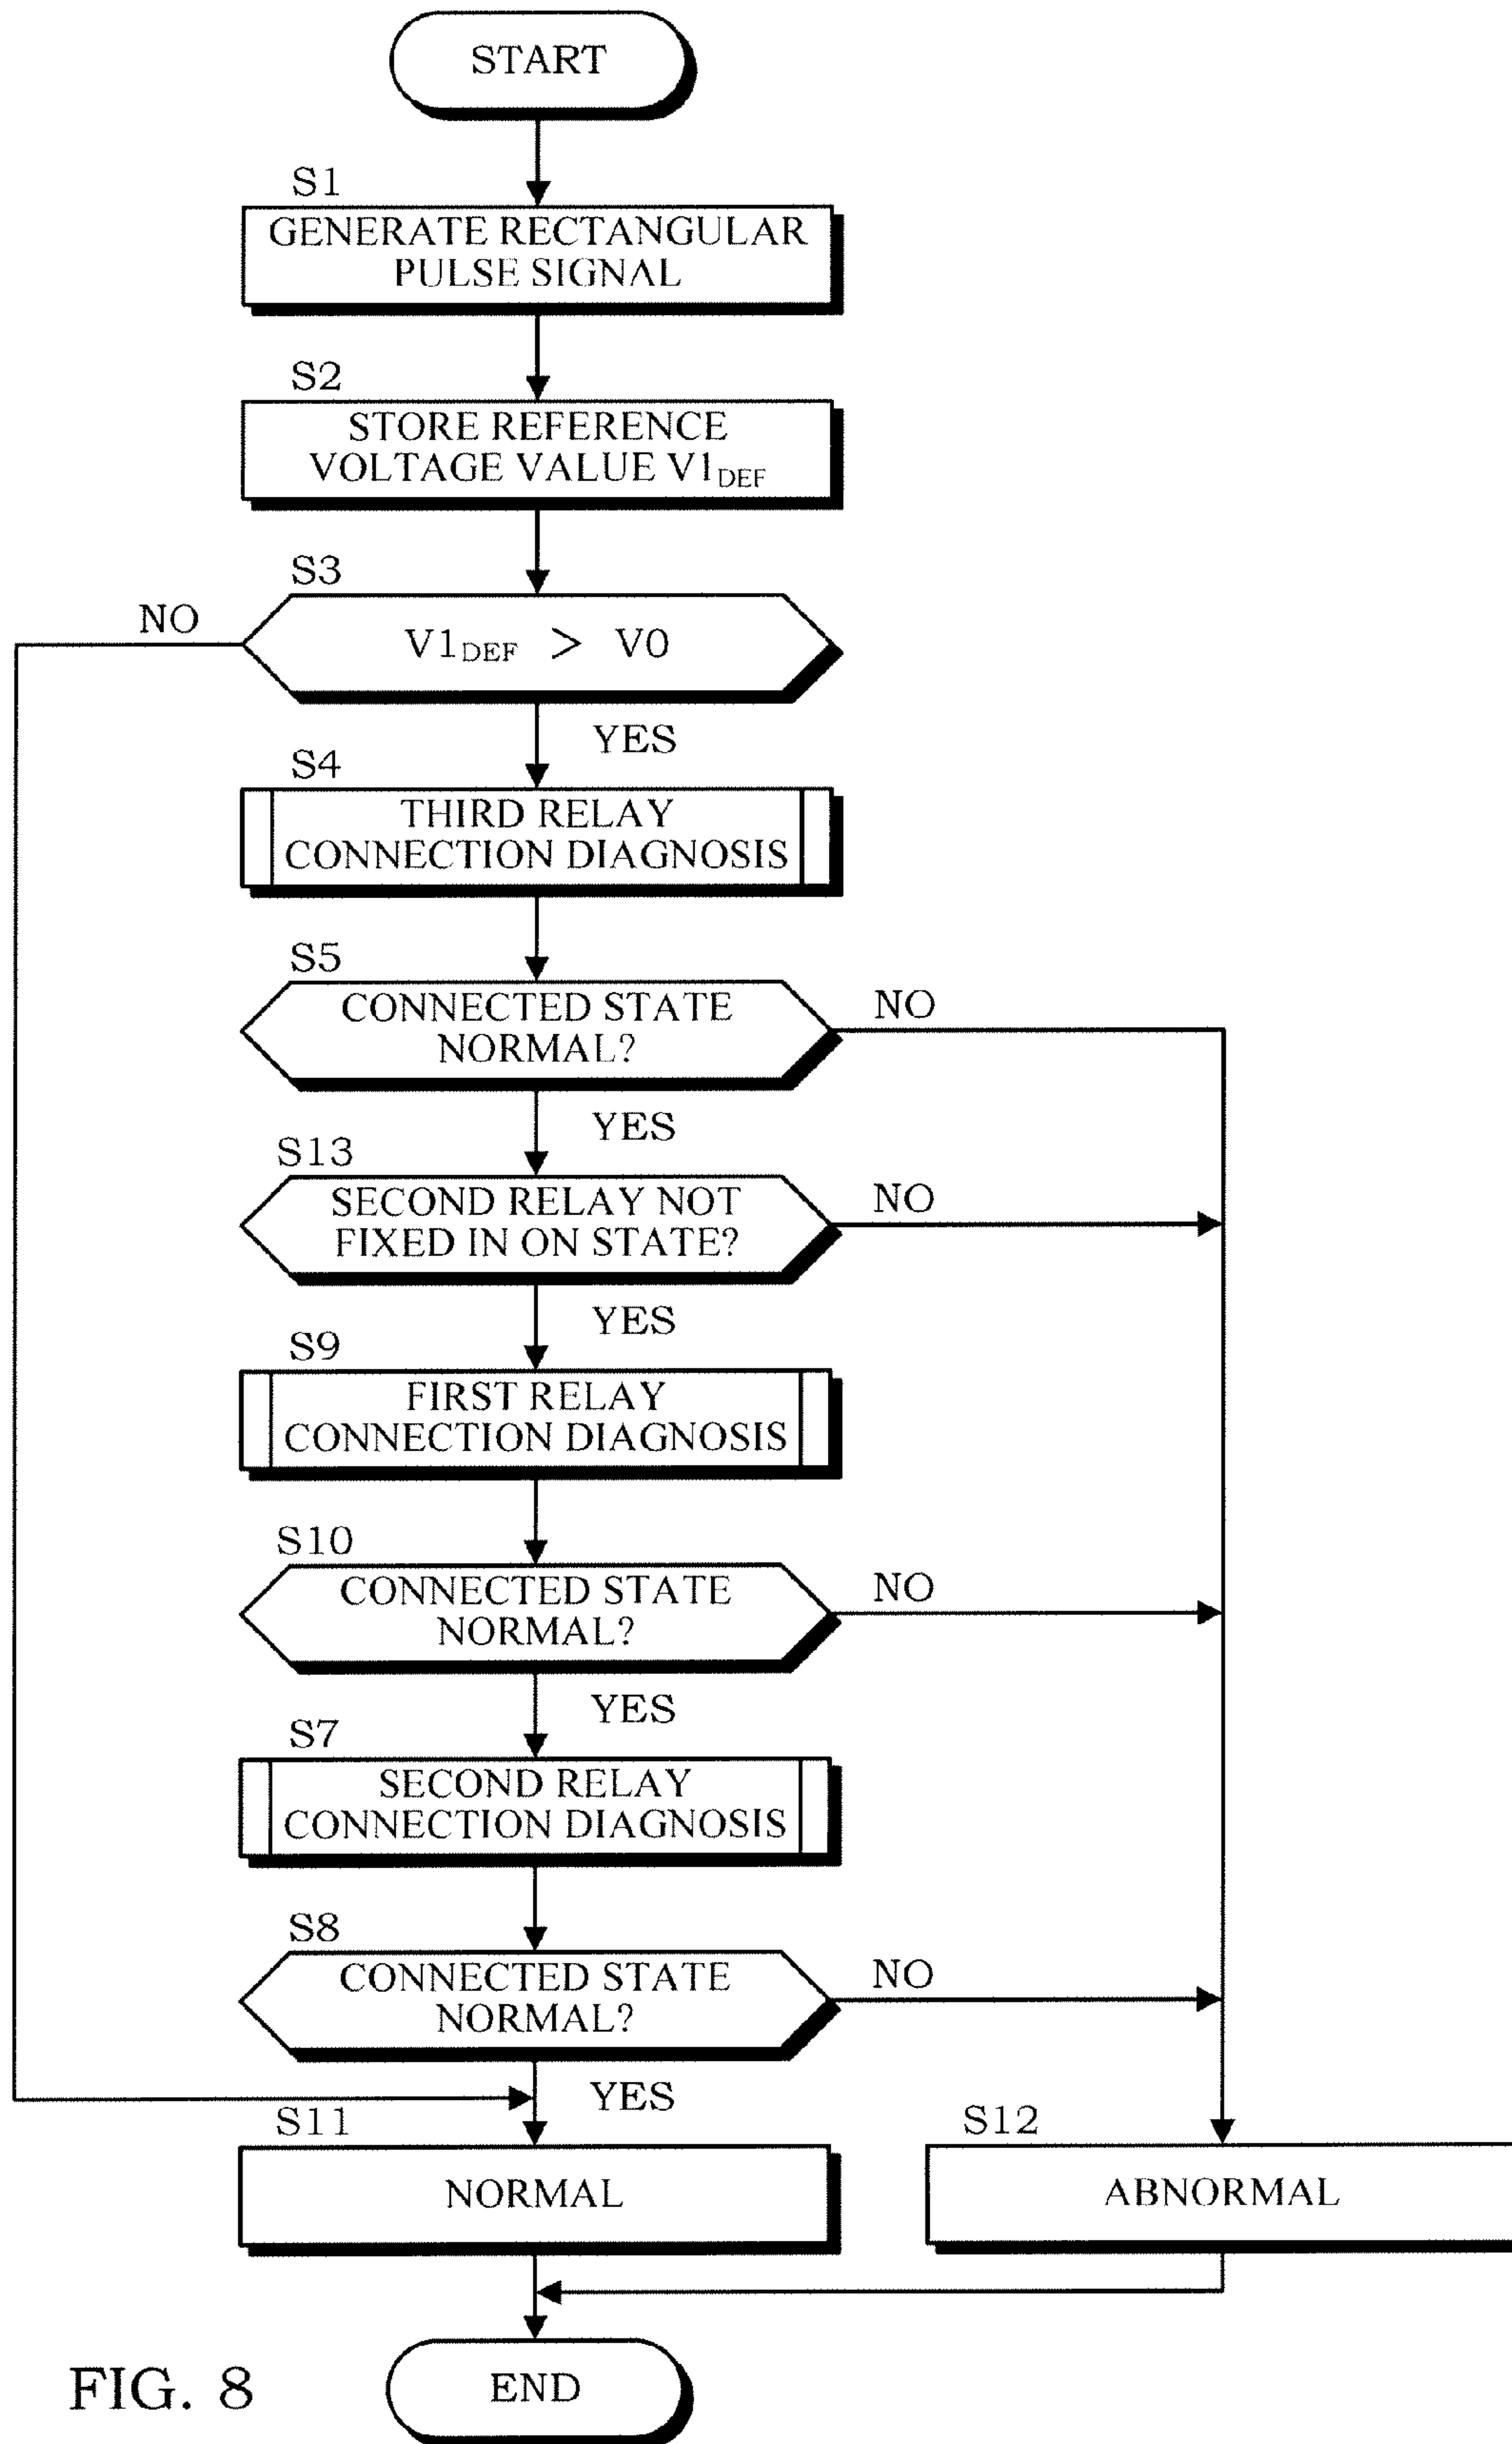 START
S1
GENERATE RECTANGULAR
PULSE SIGNAL
S2
STORE REFERENCE
VOLTAGE VALUE V1DEF
S3
NO
V1DEF > V0
YES
S4
THIRD RELAY
CONNECTION DIAGNOSIS
S5
CONNECTED STATE
NORMAL?
NO
YES
S13
SECOND RELAY NOT
FIXED IN ON STATE?
NO
YES
S9
FIRST RELAY
CONNECTION DIAGNOSIS
S10
CONNECTED STATE
NORMAL?
NO
YES
S7
SECOND RELAY
CONNECTION DIAGNOSIS
S8
CONNECTED STATE
NORMAL?
NO
YES
S11
NORMAL
S12
ABNORMAL
END
FIG. 8